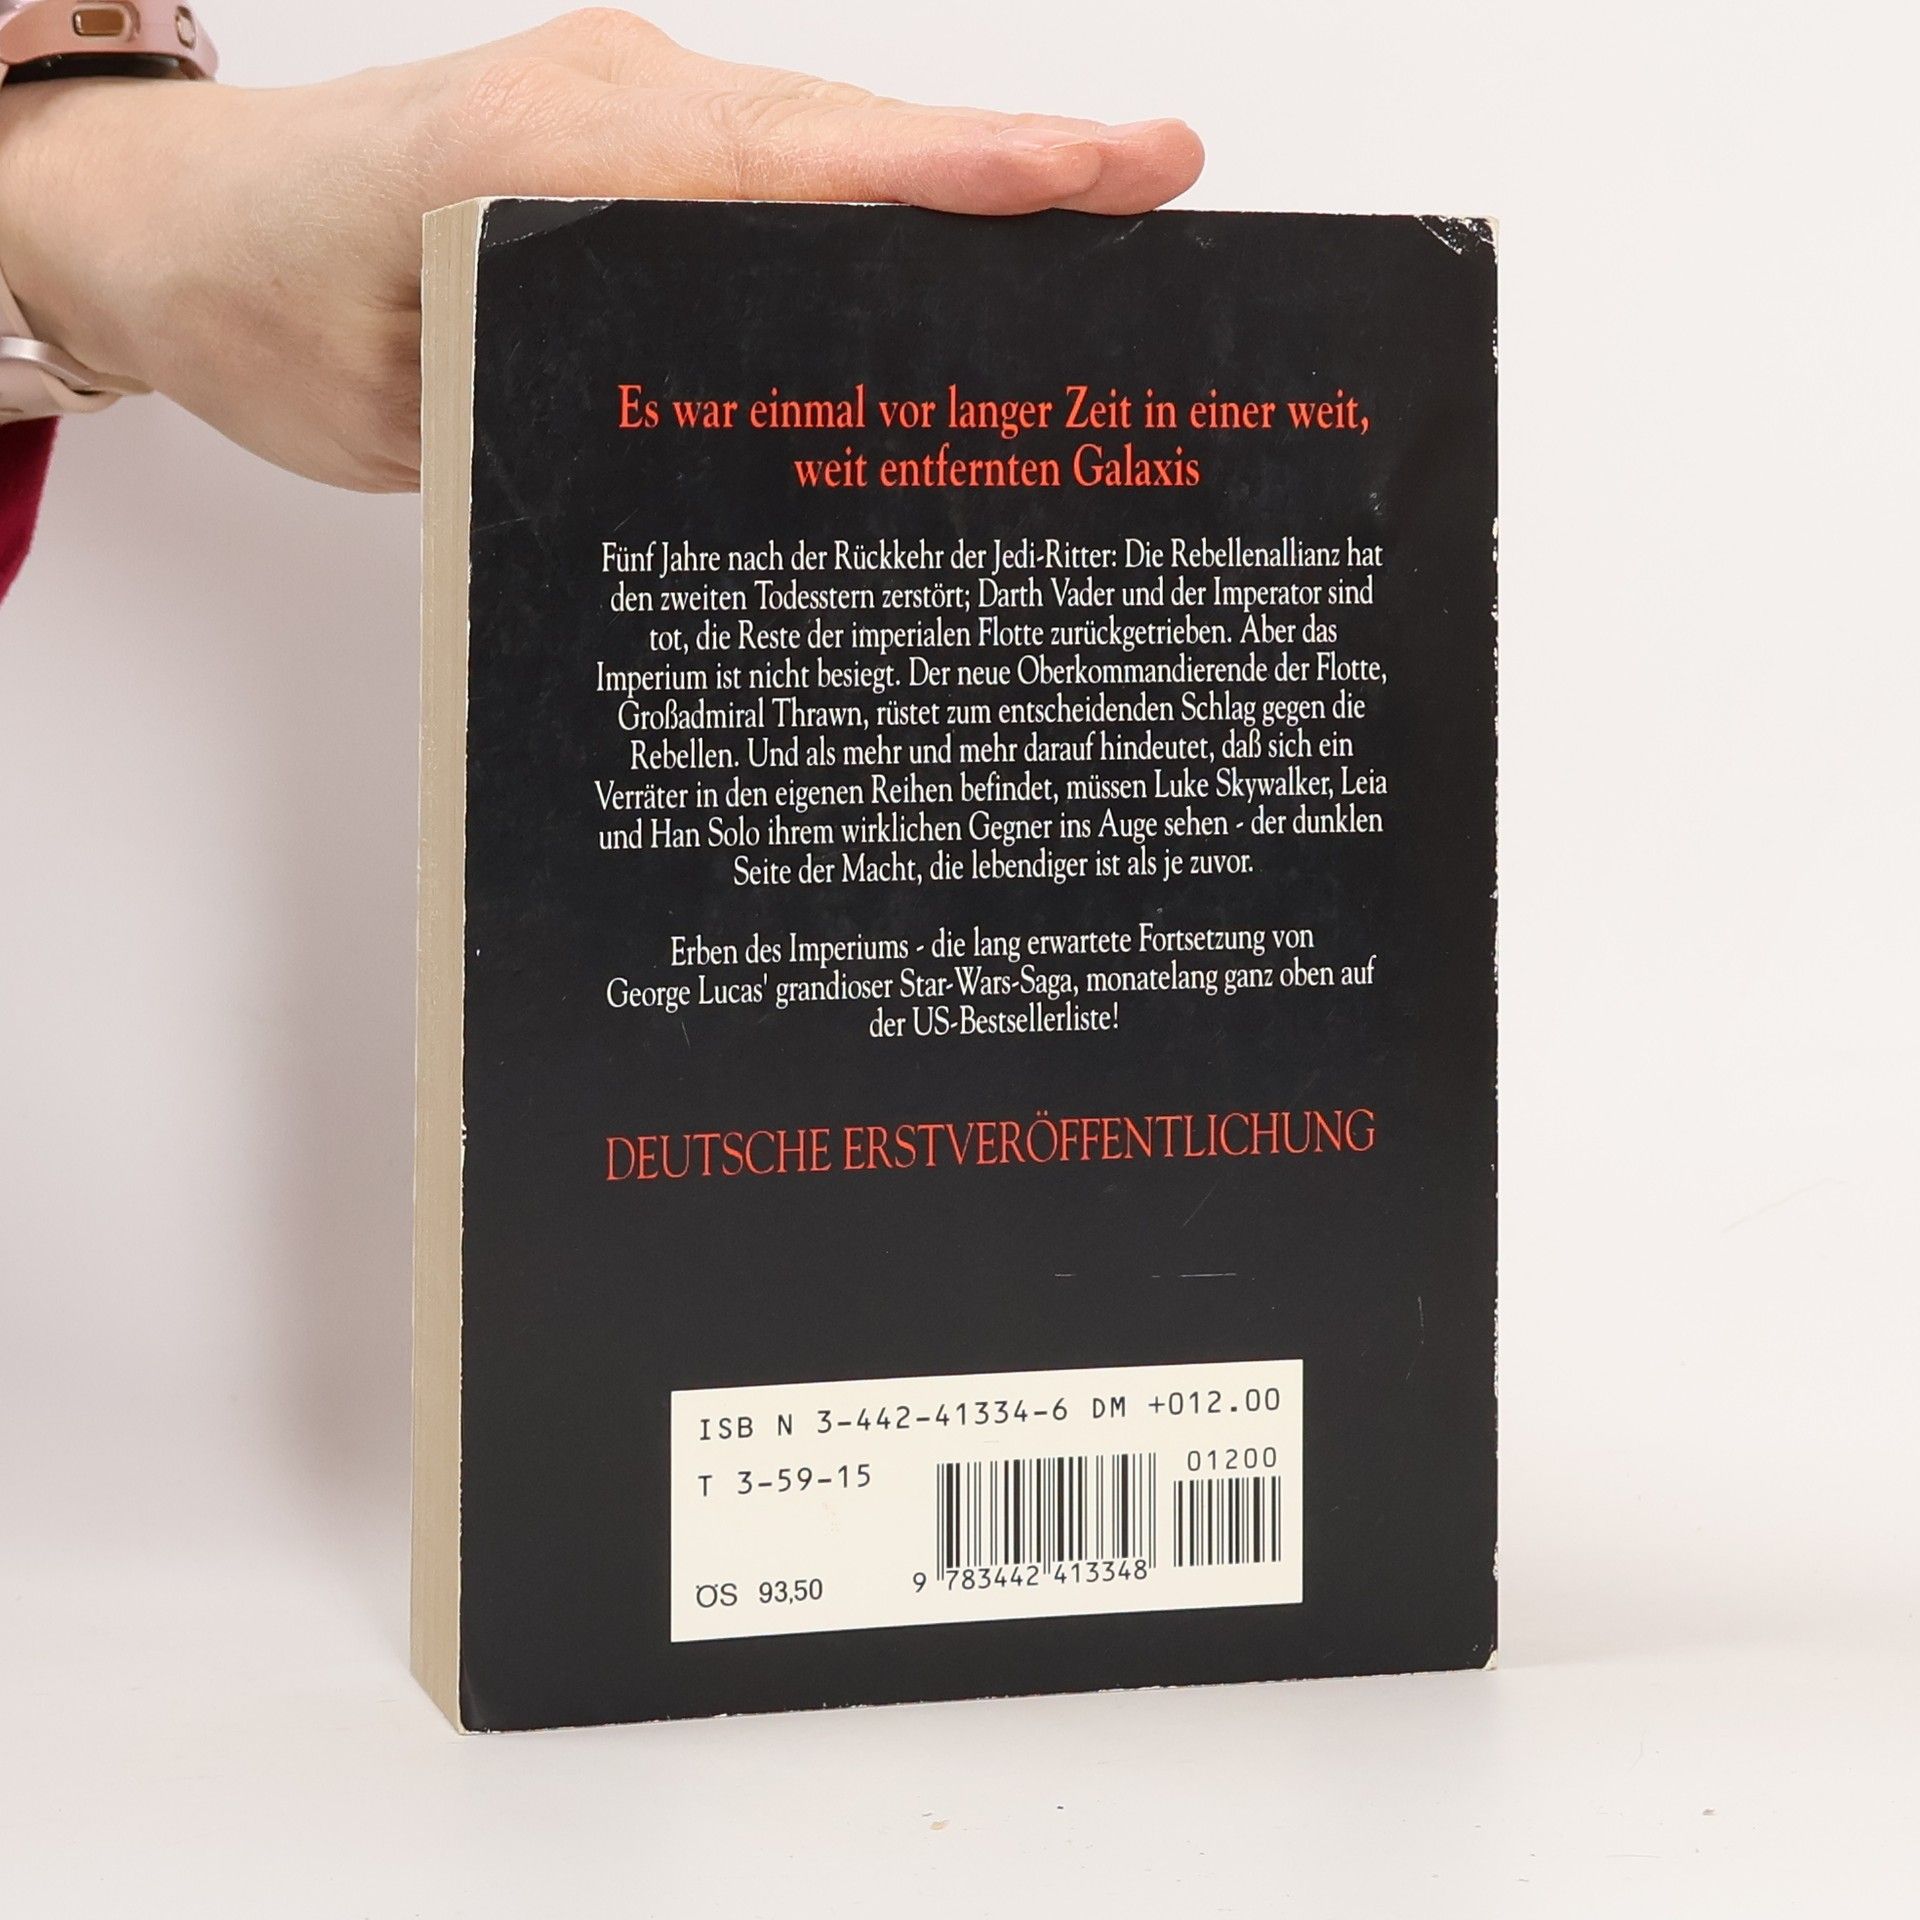 Es war einmal vor langer Zeit in einer weit,
weit entfernten Galaxis
Fünf Jahre nach der Rückkehr der Jedi-Ritter: Die Rebellenallianz hat
den zweiten Todesstern zerstört; Darth Vader und der Imperator sind
tot, die Reste der imperialen Flotte zurückgetrieben. Aber das
Imperium ist nicht besiegt. Der neue Oberkommandierende der Flotte,
Großadmiral Thrawn, rüstet zum entscheidenden Schlag gegen die
Rebellen. Und als mehr und mehr darauf hindeutet, daß sich ein
Verräter in den eigenen Reihen befindet, müssen Luke Skywalker, Leia
und Han Solo ihrem wirklichen Gegner ins Auge sehen - der dunklen
Seite der Macht, die lebendiger ist als je zuvor.
Erben des Imperiums - die lang erwartete Fortsetzung von
George Lucas' grandioser Star-Wars-Saga, monatelang ganz oben auf
der US-Bestsellerliste!
DEUTSCHE ERSTVERÖFFENTLICHUNG
ISB N 3-442-41334-6 DM +012.00
T 3-59-15
01200
ÖS 93,50
9 783442 413348